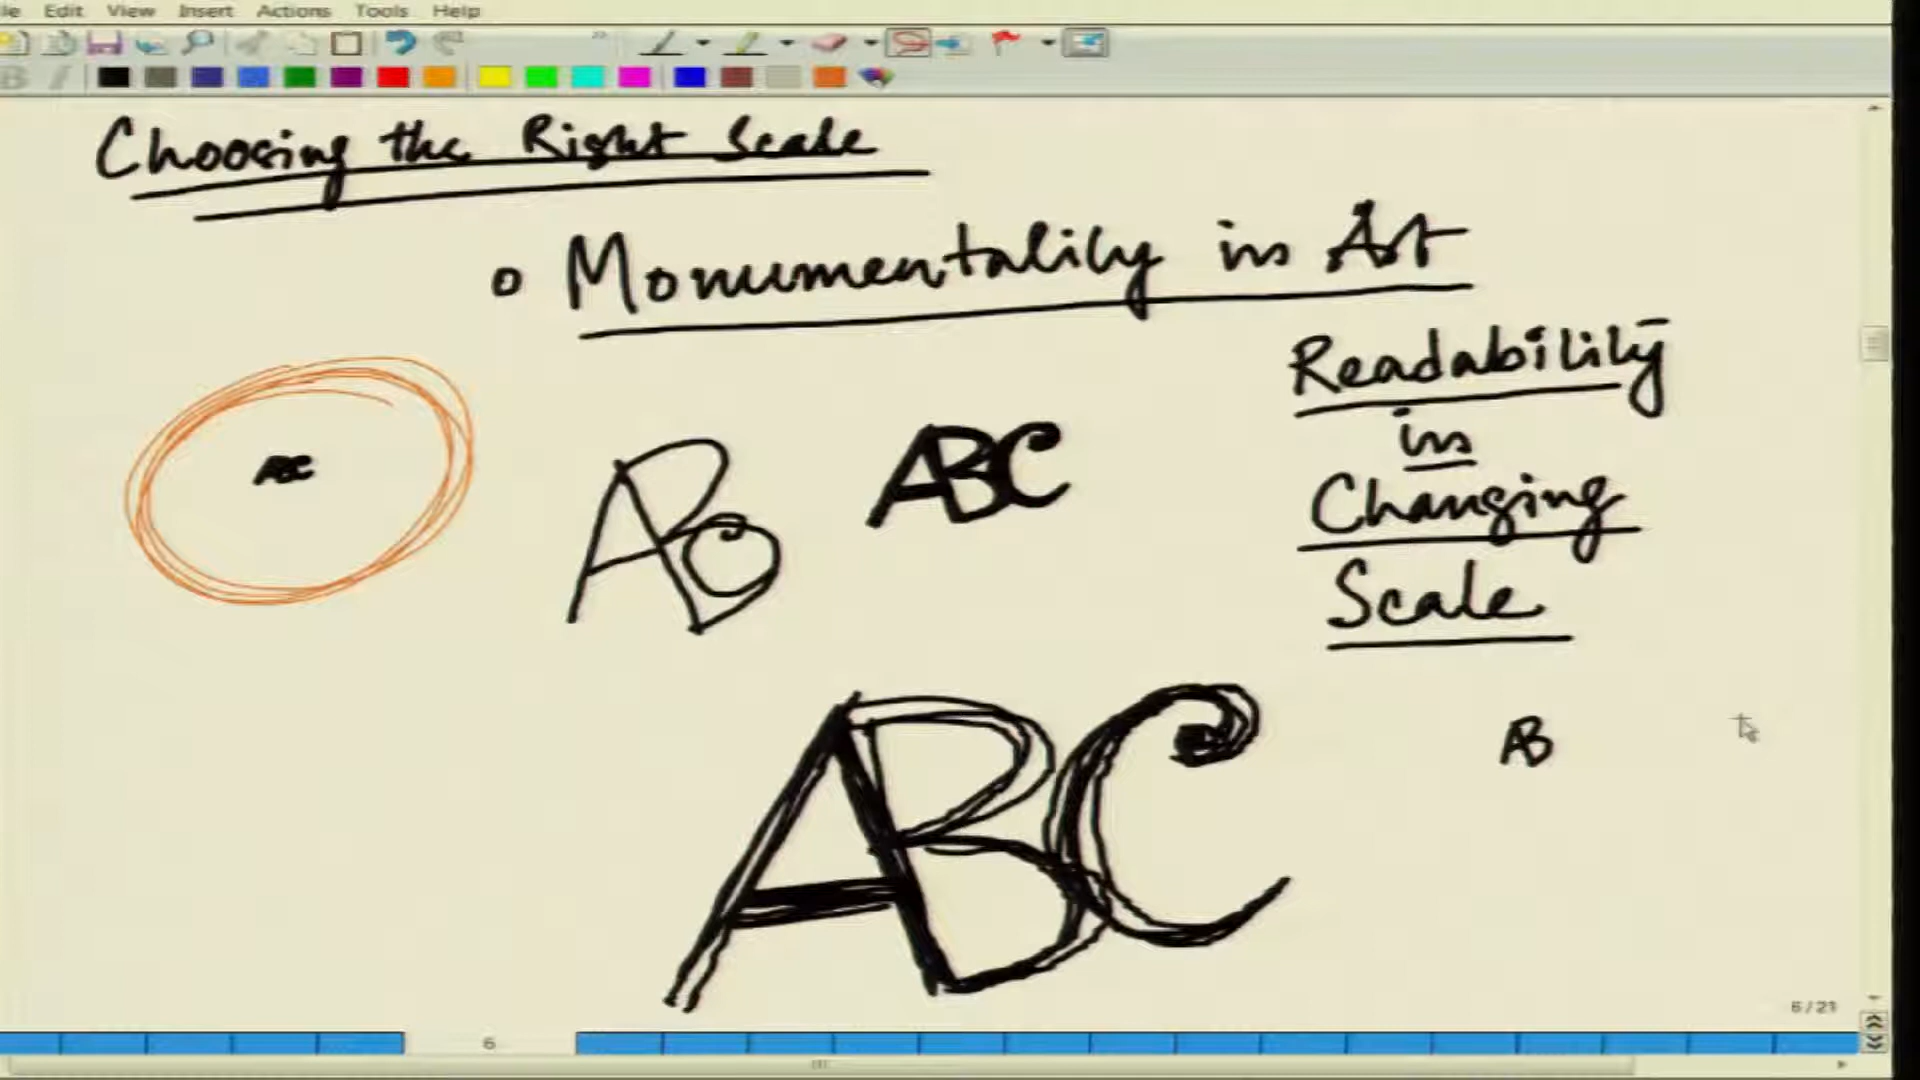 Edit View Insert Actions Tools Help
Choosing the Right Scale
o Monumentality in Art
Readability
in
Changing
Scale
ABC
ABC
ABC
ABC
AB
6/21
6